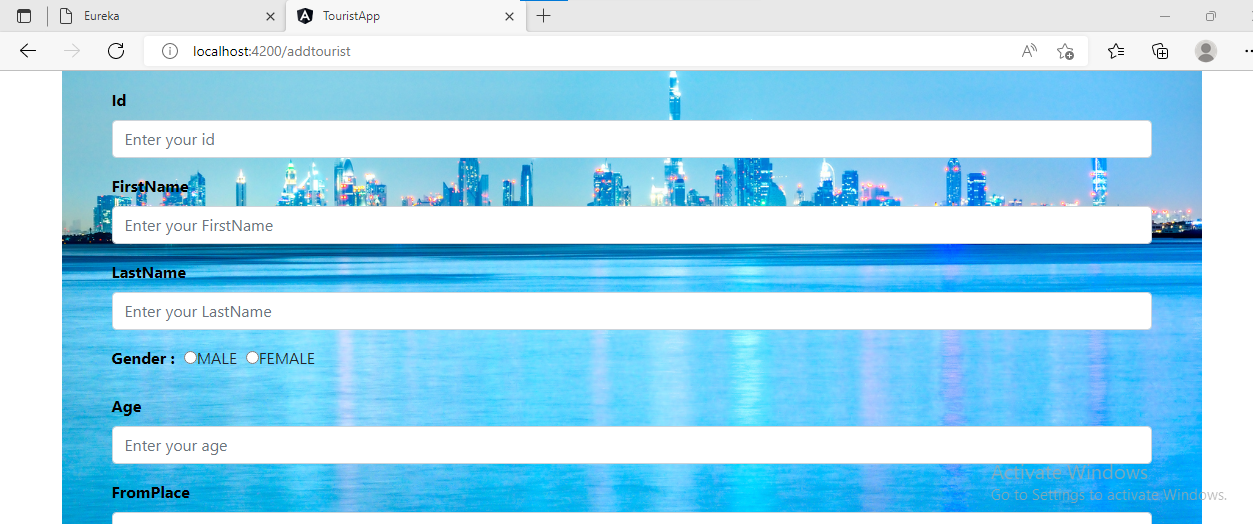 Eureka
TouristApp
localhost:4200/addtourist
Id
Enter your id
FirstName
Enter your FirstName
LastName
Enter your LastName
Gender : MALE FEMALE
Age
Enter your age
FromPlace
Activate Windows
Go to Settings to activate Windows.